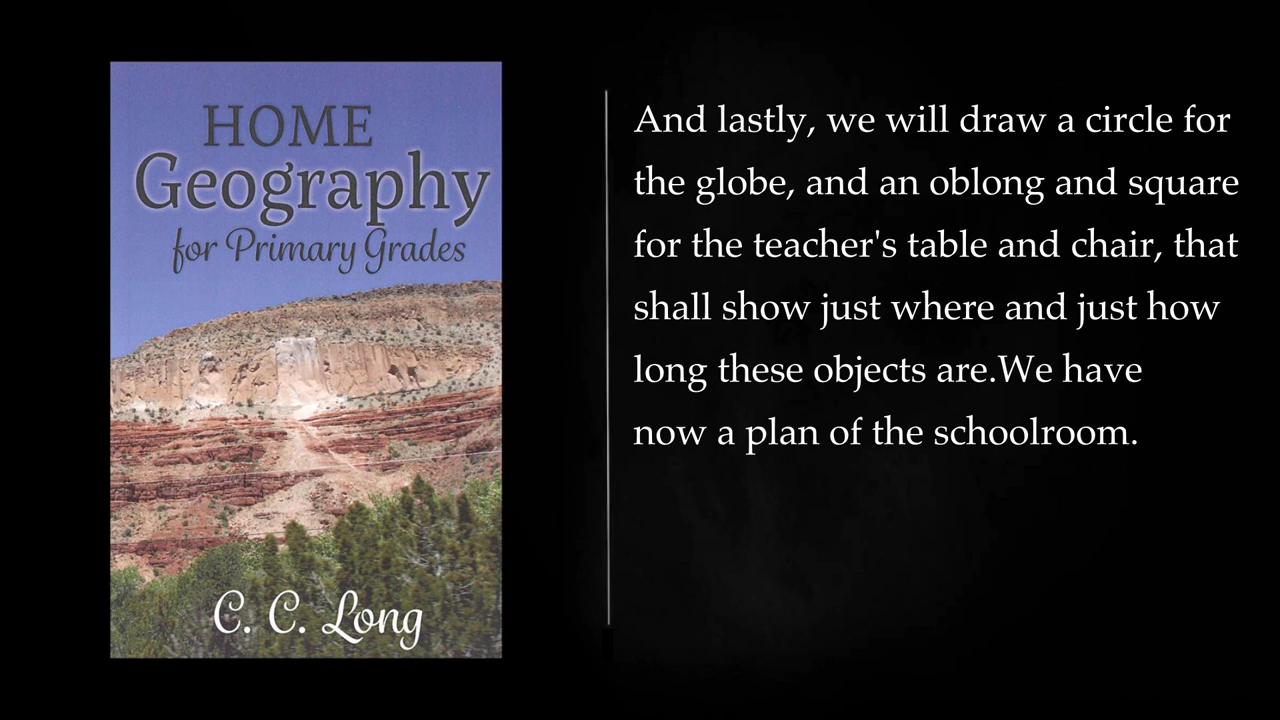 HOME
Geography
for Primary Grades
C. C. Long
And lastly, we will draw a circle for
the globe, and an oblong and square
for the teacher's table and chair, that
shall show just where and just how
long these objects are.We have
now a plan of the schoolroom.